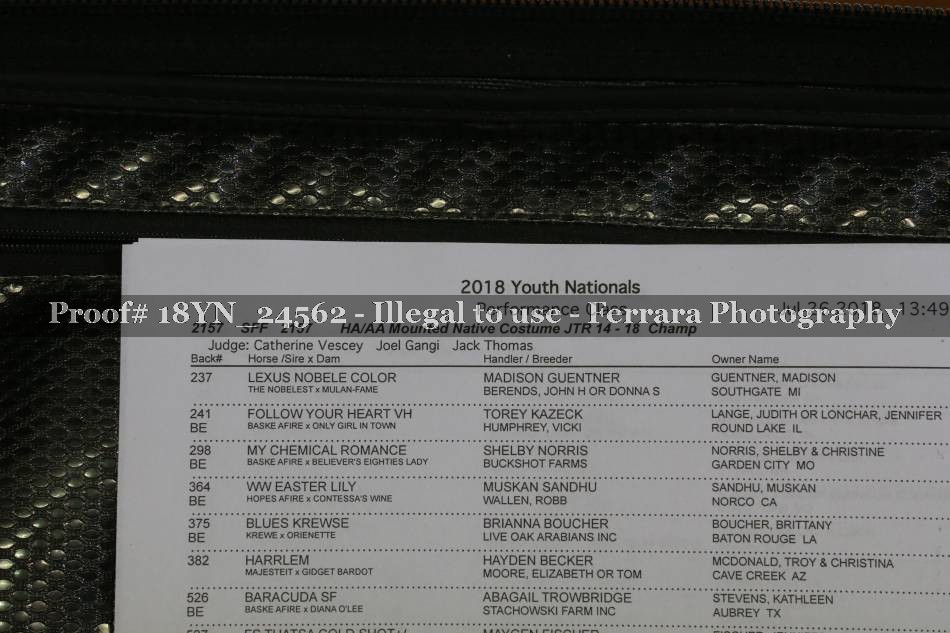 2018 Youth Nationals
Performance Class Jul 26 2018 13:49
Proof# 18YN_24562 - Illegal to use - Ferrara Photography
2157 SFF 2157 HA/AA Mounted Native Costume JTR 14 - 18 Champ
Judge: Catherine Vescey Joel Gangi Jack Thomas
Back# Horse /Sire x Dam Handler / Breeder Owner Name
237 LEXUS NOBELE COLOR MADISON GUENTNER GUENTNER, MADISON
THE NOBELEST x MULAN-FAME BERENDS, JOHN H OR DONNA S SOUTHGATE MI
241 FOLLOW YOUR HEART VH TOREY KAZECK LANGE, JUDITH OR LONCHAR, JENNIFER
BE BASKE AFIRE x ONLY GIRL IN TOWN HUMPHREY, VICKI ROUND LAKE IL
298 MY CHEMICAL ROMANCE SHELBY NORRIS NORRIS, SHELBY & CHRISTINE
BE BASKE AFIRE x BELIEVER'S EIGHTIES LADY BUCKSHOT FARMS GARDEN CITY MO
364 WW EASTER LILY MUSKAN SANDHU SANDHU, MUSKAN
BE HOPES AFIRE x CONTESSA'S WINE WALLEN, ROBB NORCO CA
375 BLUES KREWSE BRIANNA BOUCHER BOUCHER, BRITTANY
BE KREWE x ORIENETTE LIVE OAK ARABIANS INC BATON ROUGE LA
382 HARRLEM HAYDEN BECKER MCDONALD, TROY & CHRISTINA
MAJESTEIT x GIDGET BARDOT MOORE, ELIZABETH OR TOM CAVE CREEK AZ
526 BARACUDA SF ABAGAIL TROWBRIDGE STEVENS, KATHLEEN
BE BASKE AFIRE x DIANA O'LEE STACHOWSKI FARM INC AUBREY TX